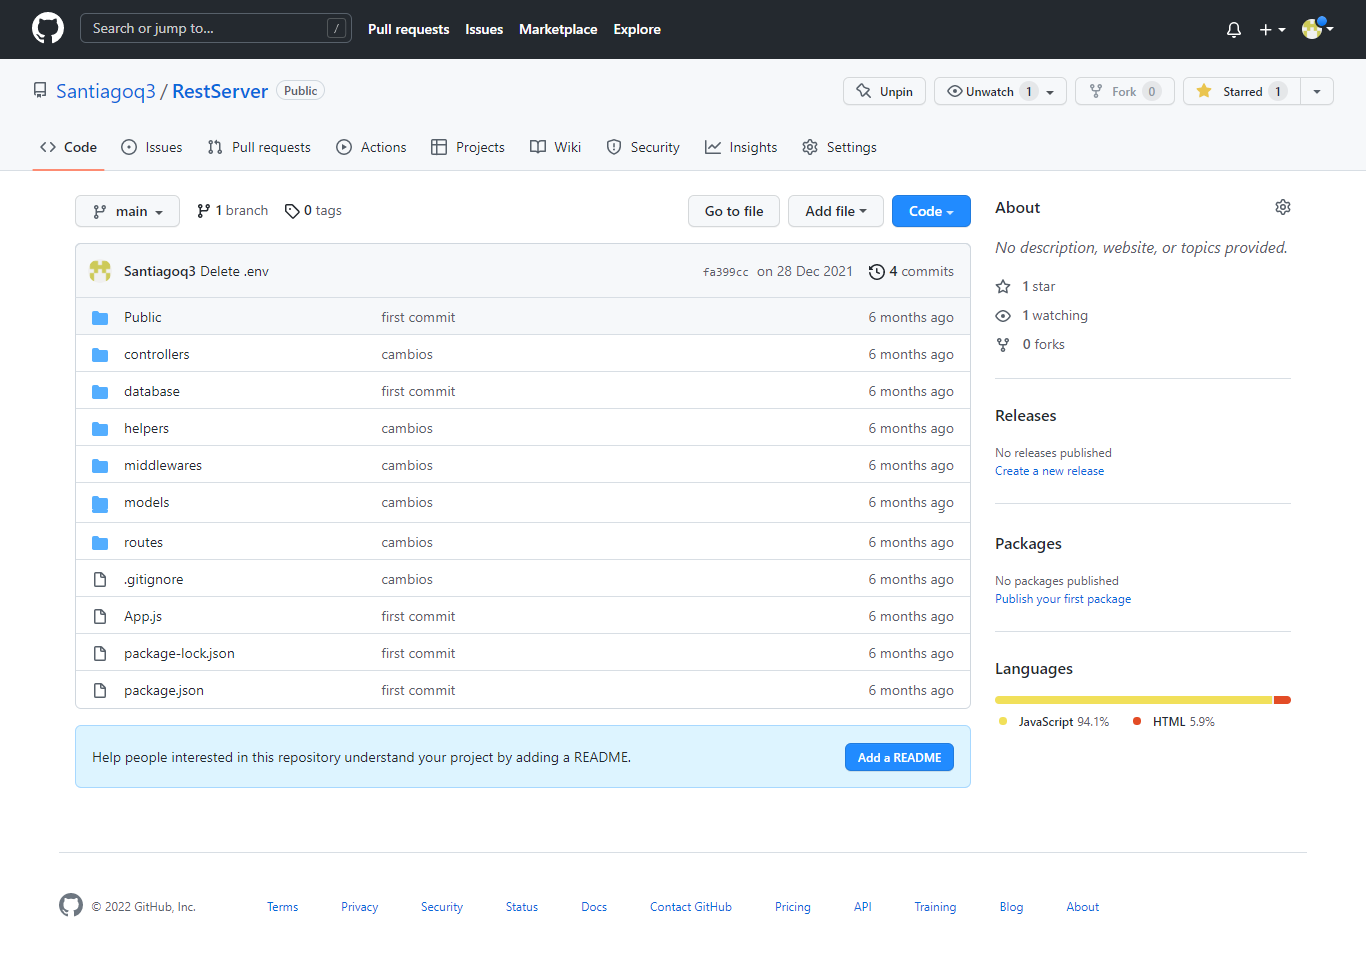 Search or jump to... /
Pull requests Issues Marketplace Explore
Santiagoq3 / RestServer Public
Unpin Unwatch 1 Fork 0 Starred 1
Code Issues Pull requests Actions Projects Wiki Security Insights Settings
main 1 branch 0 tags Go to file Add file Code
Santiagoq3 Delete .env fa399cc on 28 Dec 2021 4 commits
Public first commit 6 months ago
controllers cambios 6 months ago
database first commit 6 months ago
helpers cambios 6 months ago
middlewares cambios 6 months ago
models cambios 6 months ago
routes cambios 6 months ago
.gitignore cambios 6 months ago
App.js first commit 6 months ago
package-lock.json first commit 6 months ago
package.json first commit 6 months ago
Help people interested in this repository understand your project by adding a README. Add a README
About
No description, website, or topics provided.
1 star
1 watching
0 forks
Releases
No releases published
Create a new release
Packages
No packages published
Publish your first package
Languages
JavaScript 94.1% HTML 5.9%
© 2022 GitHub, Inc. Terms Privacy Security Status Docs Contact GitHub Pricing API Training Blog About